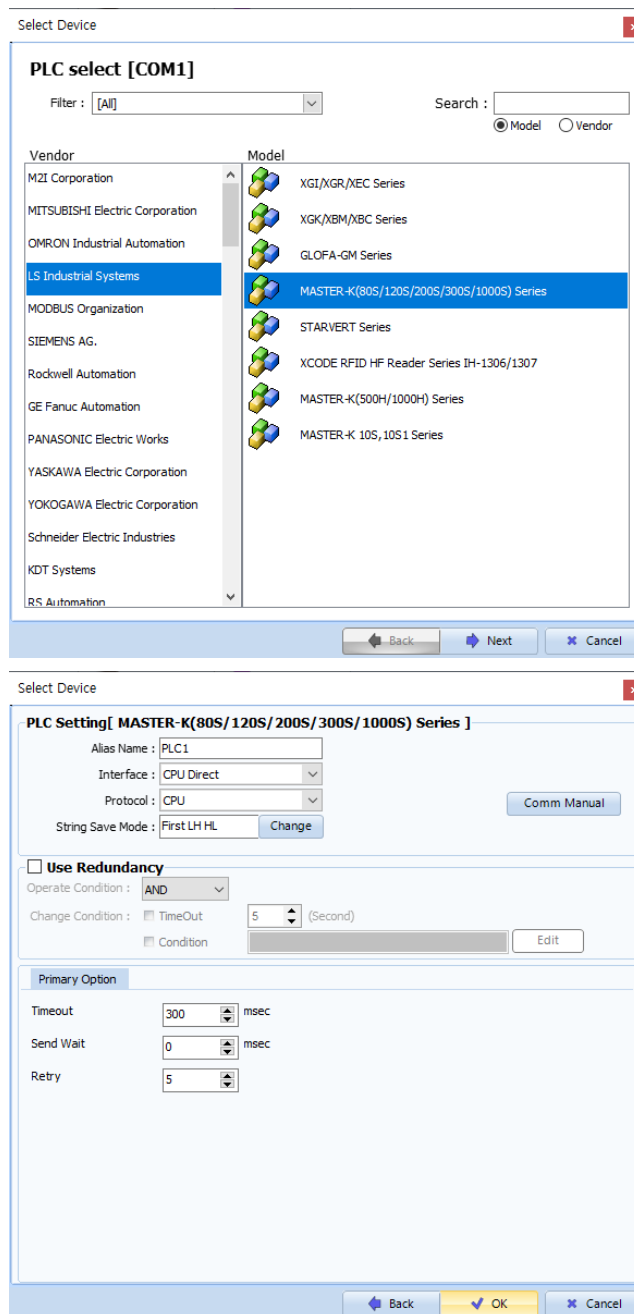 Select Device
PLC select [COM1]
Filter : [All]
Search :
Model Vendor
Vendor
M2I Corporation
MITSUBISHI Electric Corporation
OMRON Industrial Automation
LS Industrial Systems
MODBUS Organization
SIEMENS AG.
Rockwell Automation
GE Fanuc Automation
PANASONIC Electric Works
YASKAWA Electric Corporation
YOKOGAWA Electric Corporation
Schneider Electric Industries
KDT Systems
RS Automation
Model
XGI/XGR/XEC Series
XGK/XBM/XBC Series
GLOFA-GM Series
MASTER-K(80S/120S/200S/300S/1000S) Series
STARVERT Series
XCODE RFID HF Reader Series IH-1306/1307
MASTER-K(500H/1000H) Series
MASTER-K 10S,10S1 Series
Back Next Cancel
Select Device
PLC Setting[ MASTER-K(80S/120S/200S/300S/1000S) Series ]
Alias Name : PLC1
Interface : CPU Direct
Protocol : CPU
Comm Manual
String Save Mode : First LH HL Change
Use Redundancy
Operate Condition : AND
Change Condition : TimeOut 5 (Second)
Condition Edit
Primary Option
Timeout 300 msec
Send Wait 0 msec
Retry 5
Back OK Cancel